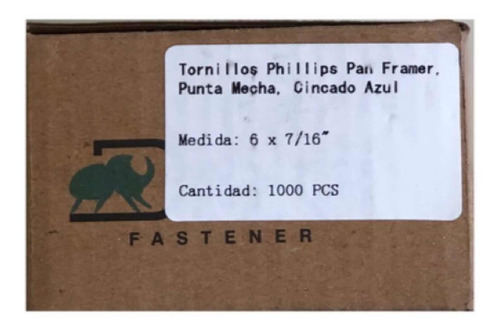 Tornillos Phillips Pan Framer,
Punta Mecha, Cincado Azul
Medida: 6 x 7/16"
Cantidad: 1000 PCS
FASTENER